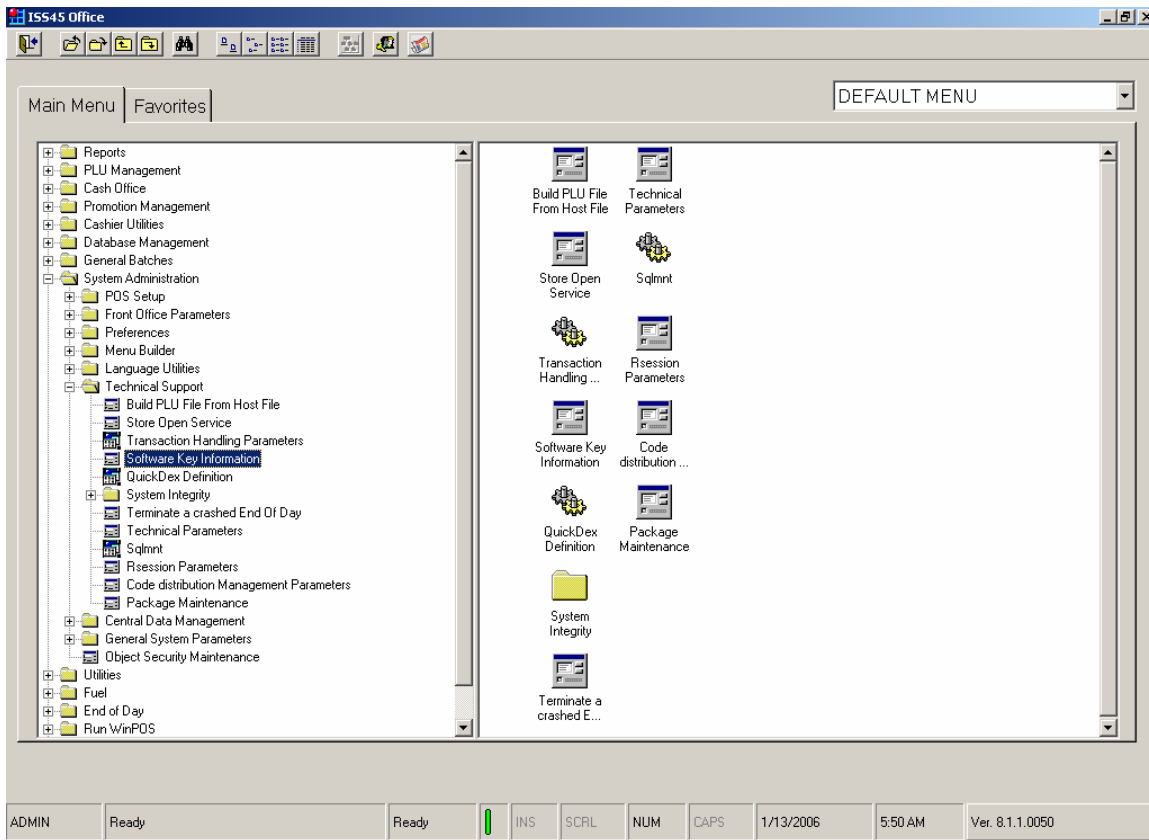 ISS45 Office
Main Menu
Favorites
DEFAULT MENU
Reports
PLU Management
Cash Office
Promotion Management
Cashier Utilities
Database Management
General Batches
System Administration
POS Setup
Front Office Parameters
Preferences
Menu Builder
Language Utilities
Technical Support
Build PLU File From Host File
Store Open Service
Transaction Handling Parameters
Software Key Information
QuickDex Definition
System Integrity
Terminate a crashed End Of Day
Technical Parameters
Sqlmnt
Rsession Parameters
Code distribution Management Parameters
Package Maintenance
Central Data Management
General System Parameters
Object Security Maintenance
Utilities
Fuel
End of Day
Run WinPOS
Build PLU File
From Host File
Technical
Parameters
Store Open
Service
Sqlmnt
Transaction
Handling ...
Rsession
Parameters
Software Key
Information
Code
distribution ...
QuickDex
Definition
Package
Maintenance
System
Integrity
Terminate a
crashed E...
ADMIN Ready Ready INS SCRL NUM CAPS 1/13/2006 5:50 AM Ver. 8.1.1.0050